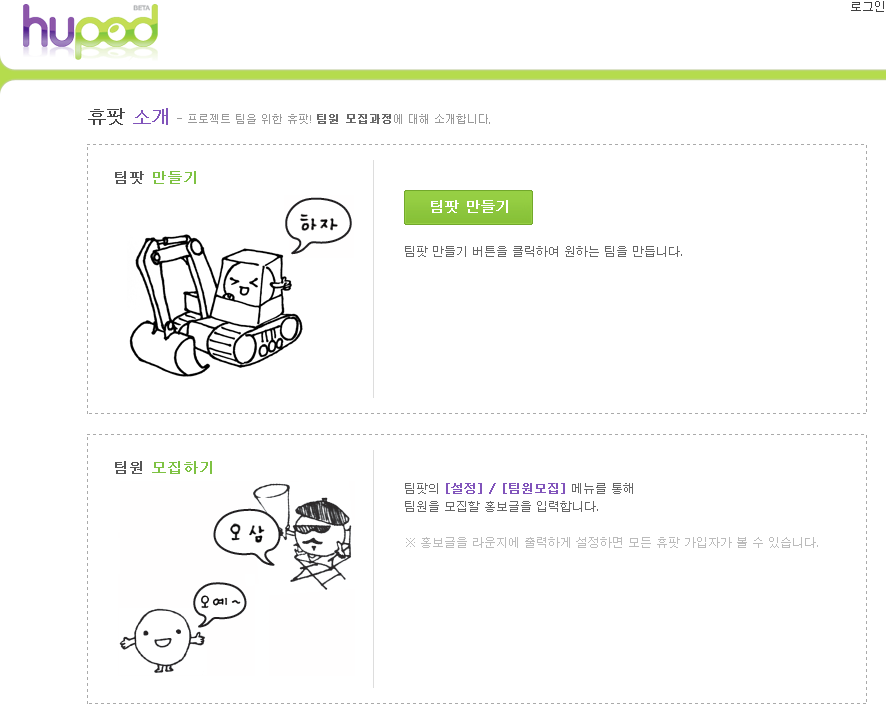 BETA
hupod
로그인
휴팟 소개 - 프로젝트 팀을 위한 휴팟! 팀원 모집과정에 대해 소개합니다.
팀팟 만들기
하자
팀팟 만들기
팀팟 만들기 버튼을 클릭하여 원하는 팀을 만듭니다.
팀원 모집하기
오 삼
오예~
팀팟의 [설정] / [팀원모집] 메뉴를 통해
팀원을 모집할 홍보글을 입력합니다.
※ 홍보글을 라운지에 출력하게 설정하면 모든 휴팟 가입자가 볼 수 있습니다.